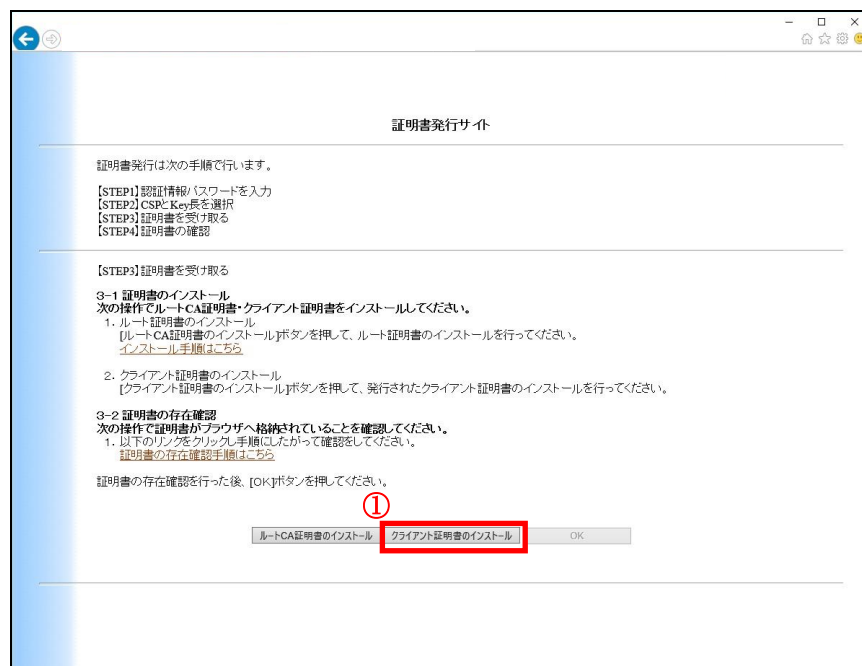 証明書発行サイト
証明書発行は次の手順で行います。
【STEP1】認証情報パスワードを入力
【STEP2】CSPとKey長を選択
【STEP3】証明書を受け取る
【STEP4】証明書の確認
【STEP3】証明書を受け取る
3-1 証明書のインストール
次の操作でルートCA証明書・クライアント証明書をインストールしてください。
1. ルート証明書のインストール
[ルートCA証明書のインストール]ボタンを押して、ルート証明書のインストールを行ってください。
インストール手順はこちら
2. クライアント証明書のインストール
[クライアント証明書のインストール]ボタンを押して、発行されたクライアント証明書のインストールを行ってください。
3-2 証明書の存在確認
次の操作で証明書がブラウザへ格納されていることを確認してください。
1. 以下のリンクをクリックし手順にしたがって確認をしてください。
証明書の存在確認手順はこちら
証明書の存在確認を行った後、[OK]ボタンを押してください。
①
ルートCA証明書のインストール クライアント証明書のインストール OK